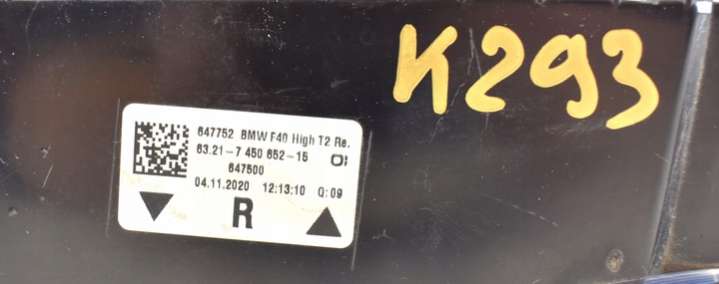 K293
647752 BMW F40 High T2 Re.
63.21-7 450 652-15
647500
04.11.2020 12:13:10 Q:09
R